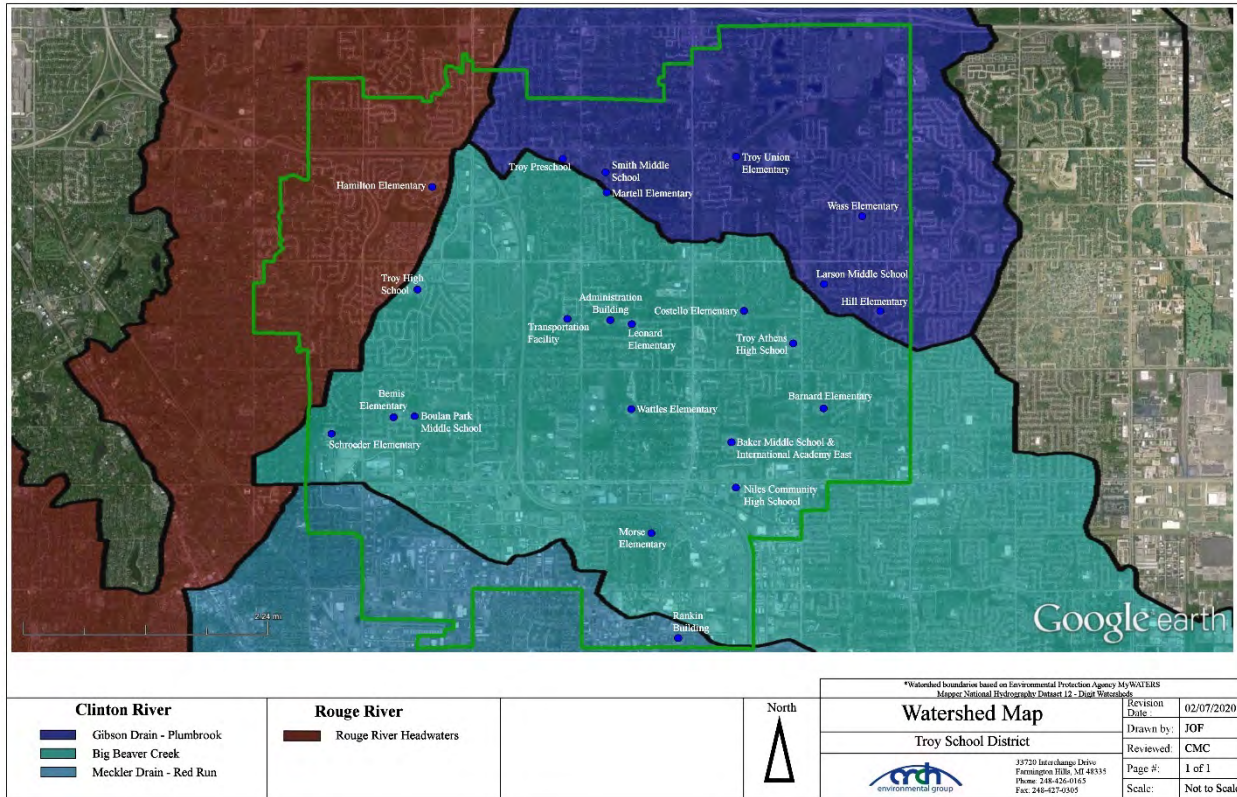 Troy Preschool
Smith Middle
School
Martell Elementary
Troy Union
Elementary
Hamilton Elementary
Wass Elementary
Troy High
School
Larson Middle School
Hill Elementary
Administration
Building
Costello Elementary
Transportation
Facility
Leonard
Elementary
Troy Athens
High School
Bemis
Elementary
Boulan Park
Middle School
Wattles Elementary
Barnard Elementary
Schroeder Elementary
Baker Middle School &
International Academy East
Niles Community
High Schoool
Morse
Elementary
Rankin
Building
2.24 mi
Google earth
Clinton River
Gibson Drain - Plumbrook
Big Beaver Creek
Meckler Drain - Red Run
Rouge River
Rouge River Headwaters
North
*Watershed boundaries based on Environmental Protection Agency MyWATERS
Mapper National Hydrography Dataset 12 - Digit Watersheds
Watershed Map
Troy School District
arch
environmental group
33720 Interchange Drive
Farmington Hills, MI 48335
Phone: 248-426-0165
Fax: 248-427-0305
Revision
Date :
02/07/2020
Drawn by:
JOF
Reviewed:
CMC
Page #:
1 of 1
Scale:
Not to Scale